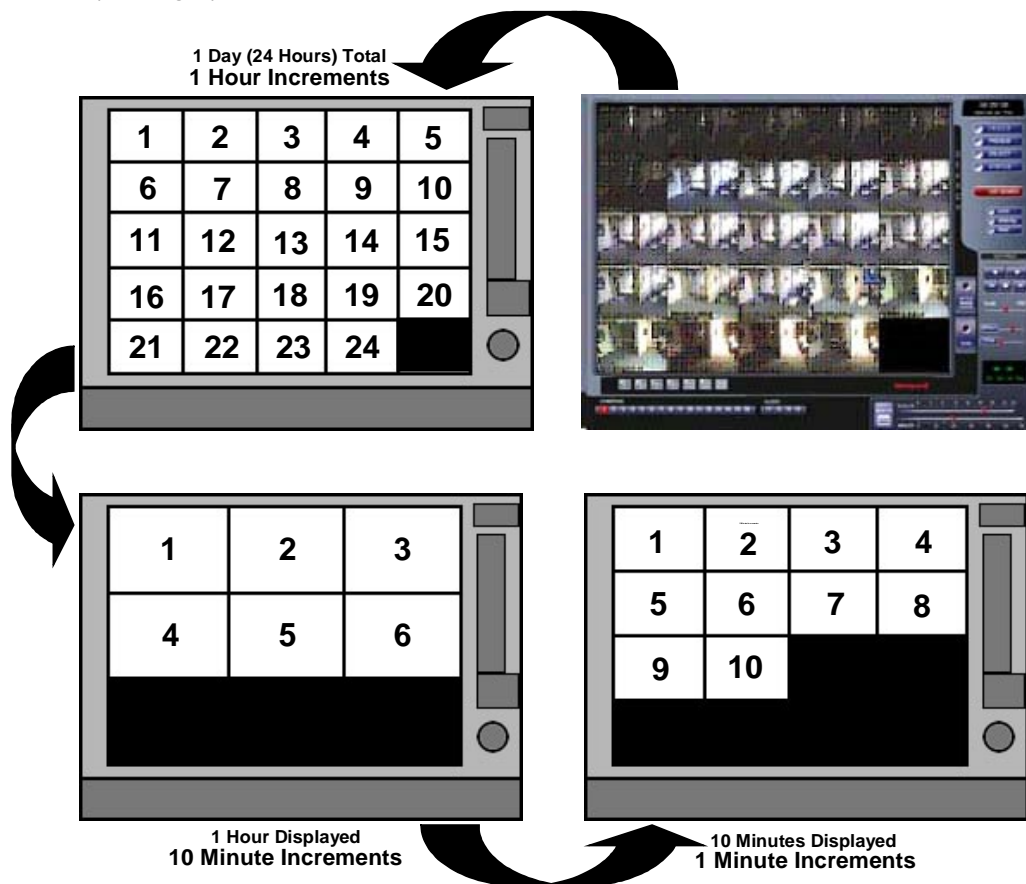 1 Day (24 Hours) Total
1 Hour Increments
1 2 3 4 5
6 7 8 9 10
11 12 13 14 15
16 17 18 19 20
21 22 23 24
1 2 3
4 5 6
1 2 3 4
5 6 7 8
9 10
1 Hour Displayed
10 Minute Increments
10 Minutes Displayed
1 Minute Increments